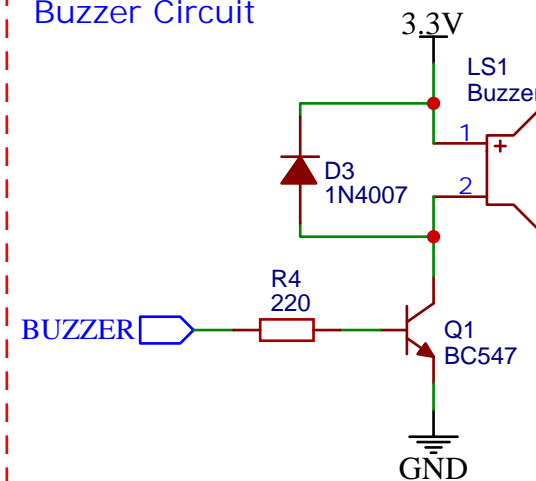 Buzzer Circuit
3.3V
LS1
Buzzer
1
+
D3
1N4007
2
R4
220
BUZZER
Q1
BC547
GND